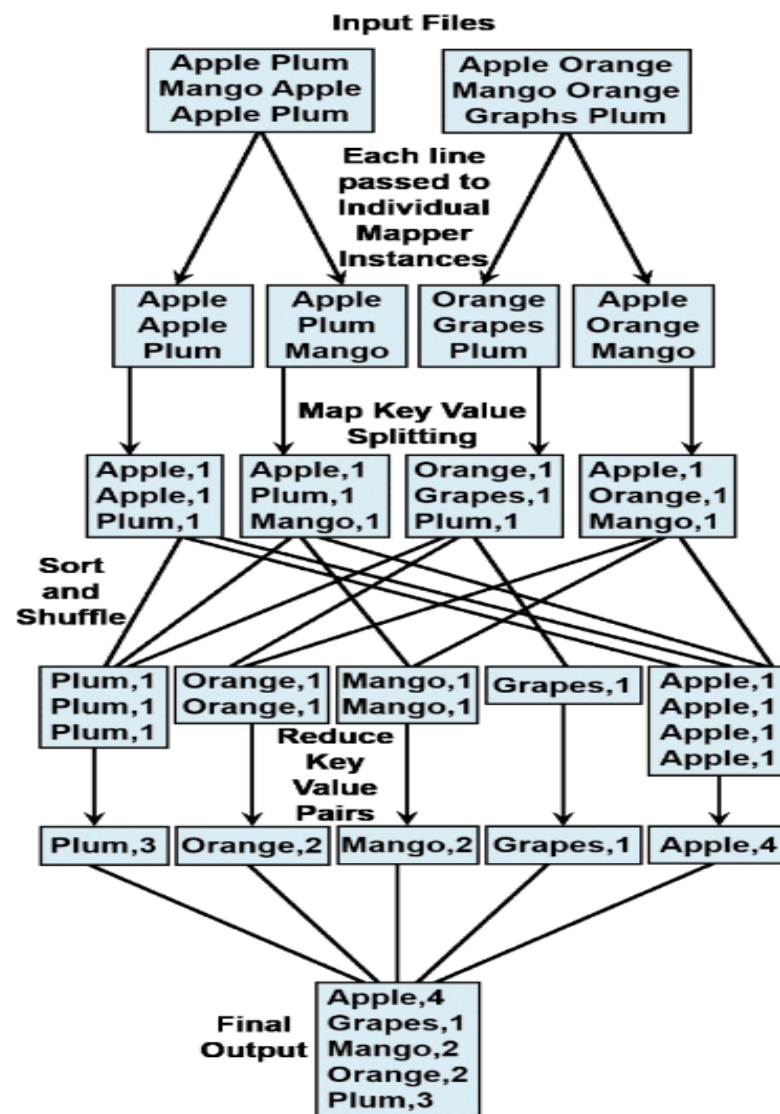 Input Files
Apple Plum
Mango Apple
Apple Plum
Apple Orange
Mango Orange
Graphs Plum
Each line
passed to
Individual
Mapper
Instances
Apple
Apple
Plum
Apple
Plum
Mango
Orange
Grapes
Plum
Apple
Orange
Mango
Map Key Value
Splitting
Apple,1
Apple,1
Plum,1
Apple,1
Plum,1
Mango,1
Orange,1
Grapes,1
Plum,1
Apple,1
Orange,1
Mango,1
Sort
and
Shuffle
Plum,1
Plum,1
Plum,1
Orange,1
Orange,1
Mango,1
Mango,1
Grapes,1
Apple,1
Apple,1
Apple,1
Apple,1
Reduce
Key
Value
Pairs
Plum,3
Orange,2
Mango,2
Grapes,1
Apple,4
Final
Output
Apple,4
Grapes,1
Mango,2
Orange,2
Plum,3